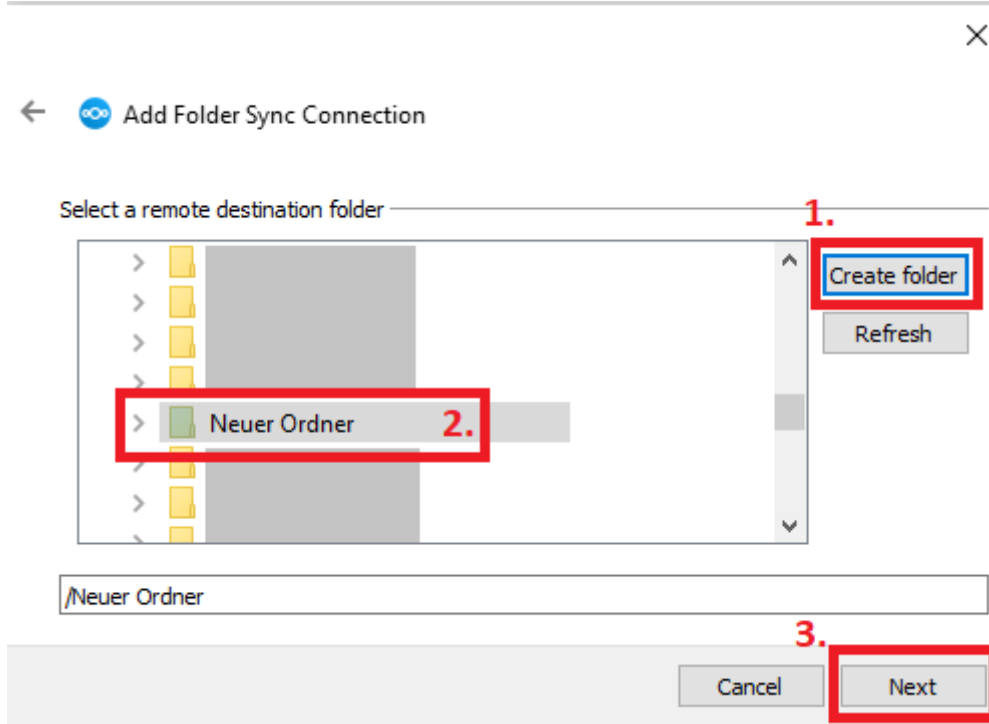 Add Folder Sync Connection
Select a remote destination folder
1.
Create folder
Refresh
Neuer Ordner 2.
/Neuer Ordner
3.
Cancel
Next